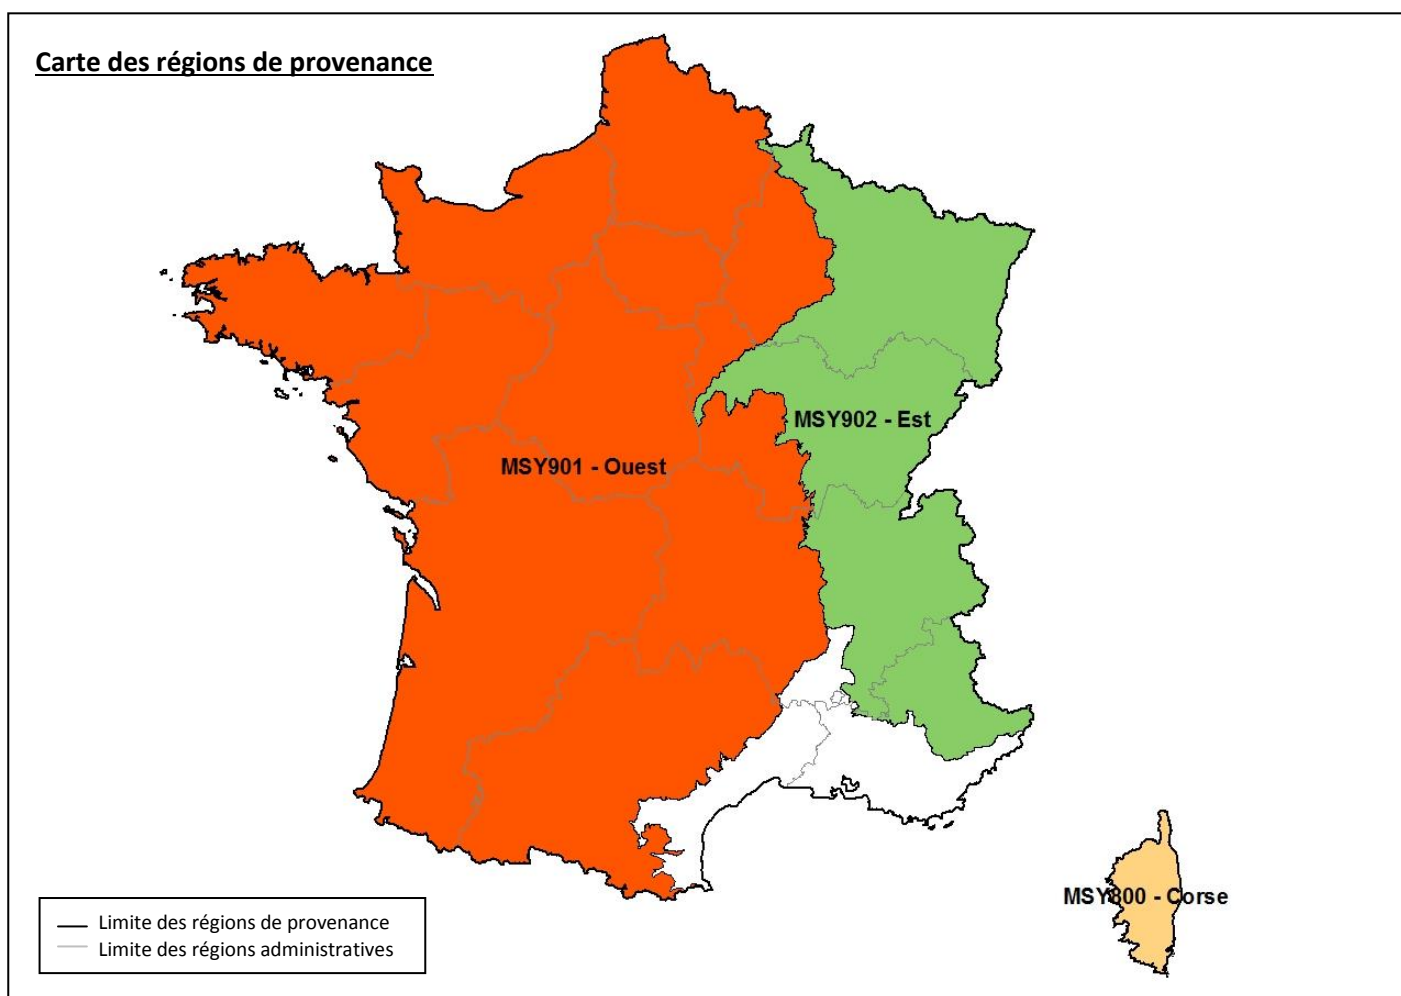 Carte des régions de provenance
MSY902 - Est
MSY901 - Ouest
MSY800 - Corse
Limite des régions de provenance
Limite des régions administratives